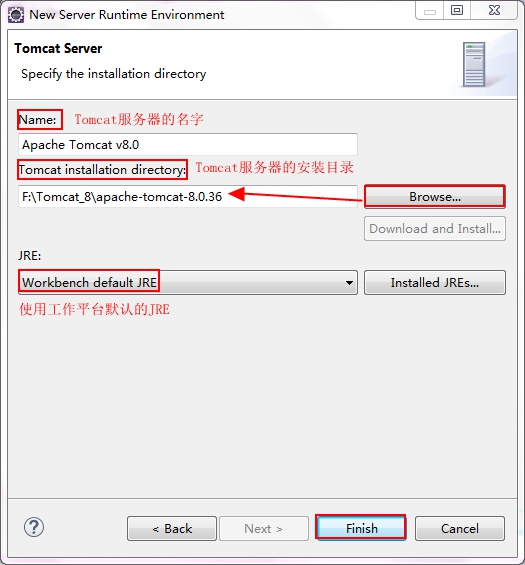 New Server Runtime Environment
Tomcat Server
Specify the installation directory
Name: Tomcat服务器的名字
Apache Tomcat v8.0
Tomcat installation directory: Tomcat服务器的安装目录
F:\Tomcat_8\apache-tomcat-8.0.36 Browse...
Download and Install...
JRE:
Workbench default JRE Installed JREs...
使用工作平台默认的JRE
? < Back Next > Finish Cancel